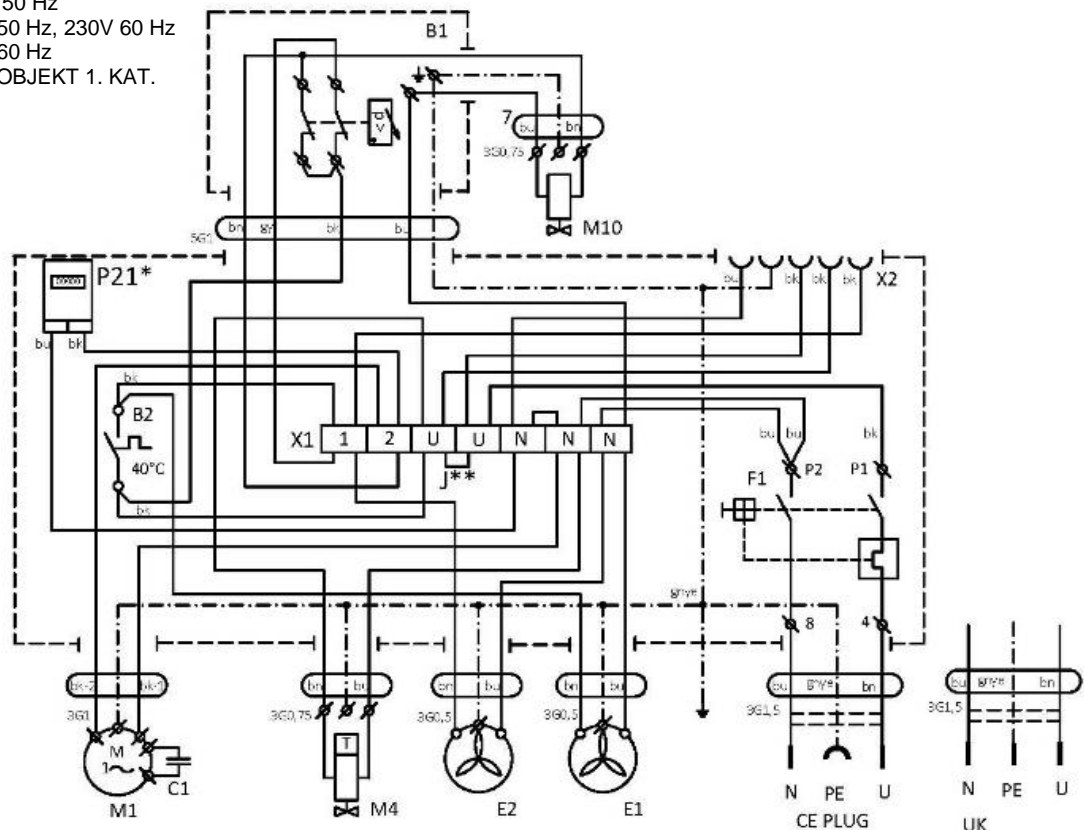 50 Hz
50 Hz, 230V 60 Hz
60 Hz
OBJEKT 1. KAT.
B1
P>
7
bu bn
3G0,75
M10
5G1
bn gy bk bu
P21*
00000
bu bk
bu bk bk bk
X2
bk
B2
40°C
bk
X1 1 2 U U N N N
J**
bu bu bk
P2 P1
F1
gnye
8 4
bk-2 bk-1
3G1
M
1~
M1
C1
bn bu
3G0,75
T
M4
bn bu
3G0,5
E2
bn bu
3G0,5
E1
bu gnye bn
3G1,5
N PE U
CE PLUG
bu gnye bn
3G1,5
N PE U
UK